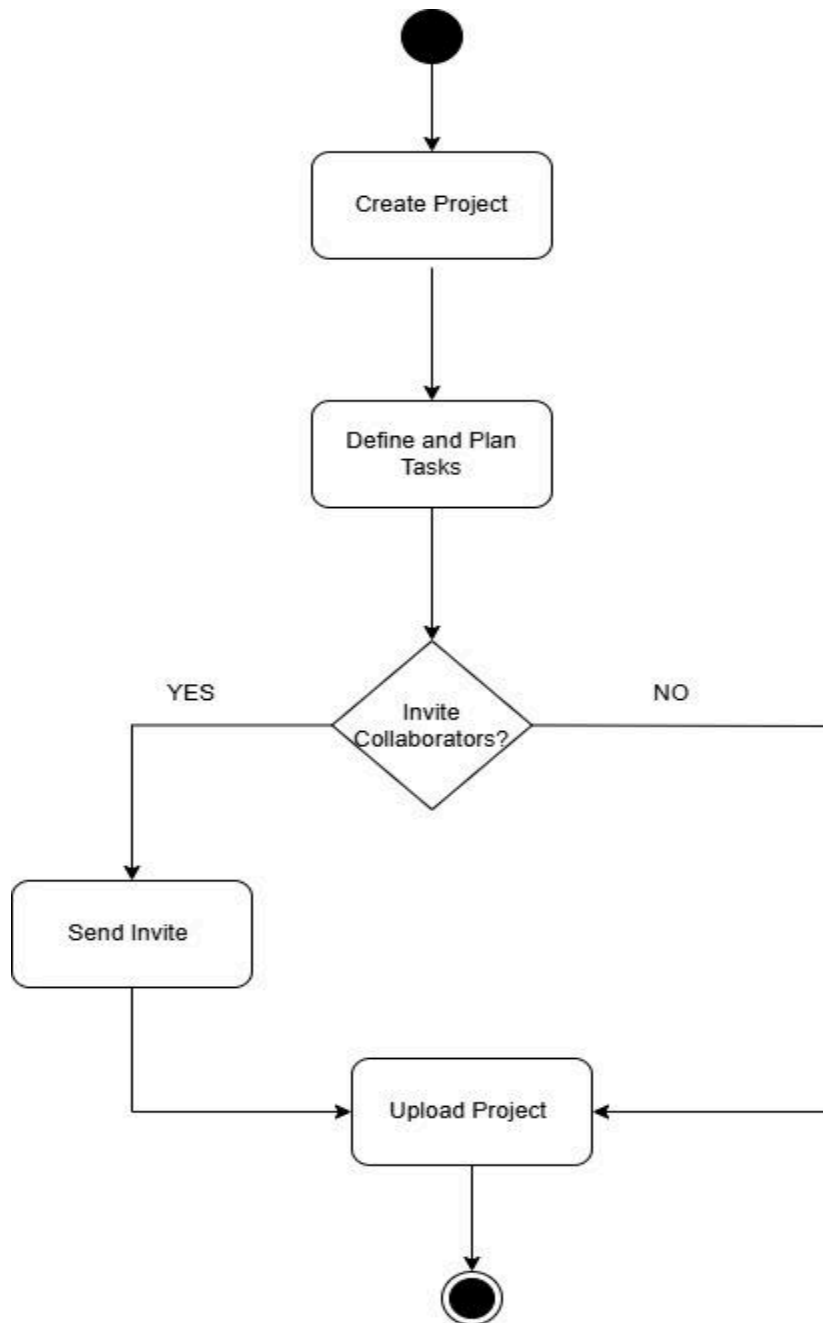 Create Project
Define and Plan
Tasks
YES
Invite
Collaborators?
NO
Send Invite
Upload Project